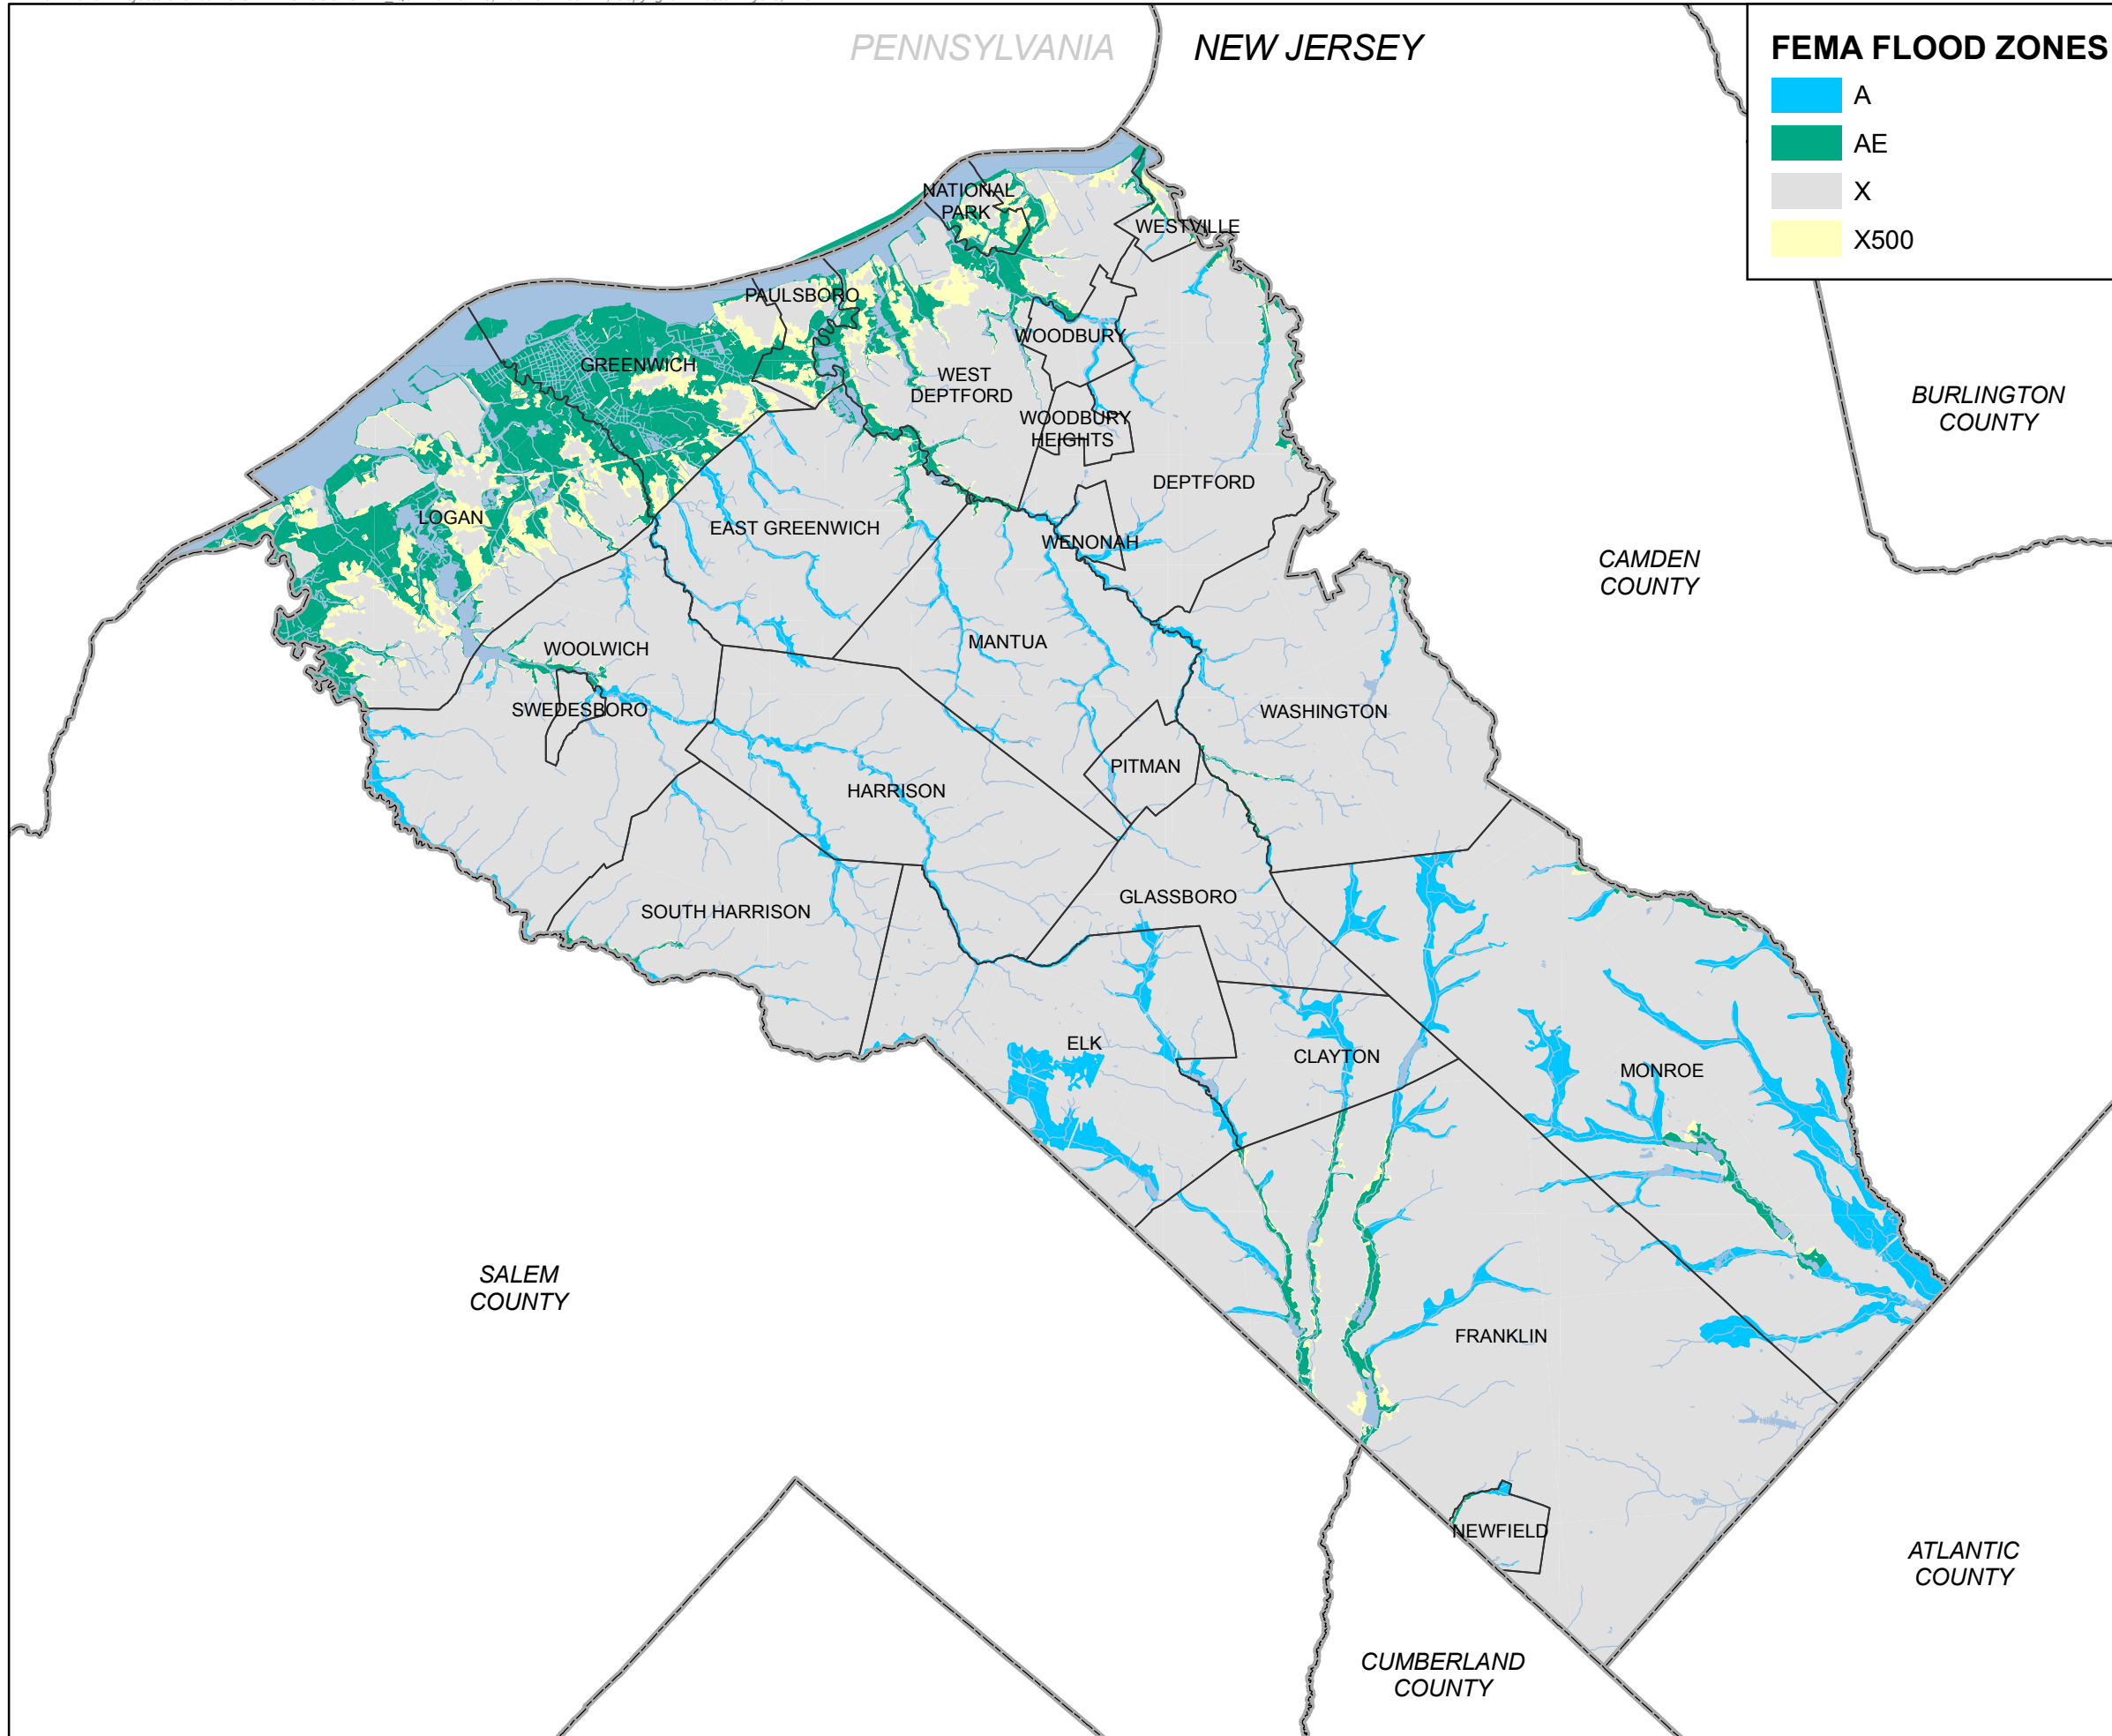 PENNSYLVANIA
NEW JERSEY
FEMA FLOOD ZONES
A
AE
X
X500
NATIONAL
PARK
WESTVILLE
PAULSBORO
WOODBURY
GREENWICH
WEST
DEPTFORD
WOODBURY
HEIGHTS
BURLINGTON
COUNTY
DEPTFORD
LOGAN
EAST GREENWICH
WENONAH
CAMDEN
COUNTY
WOOLWICH
MANTUA
SWEDESBORO
WASHINGTON
PITMAN
HARRISON
GLASSBORO
SOUTH HARRISON
ELK
CLAYTON
MONROE
SALEM
COUNTY
FRANKLIN
NEWFIELD
ATLANTIC
COUNTY
CUMBERLAND
COUNTY